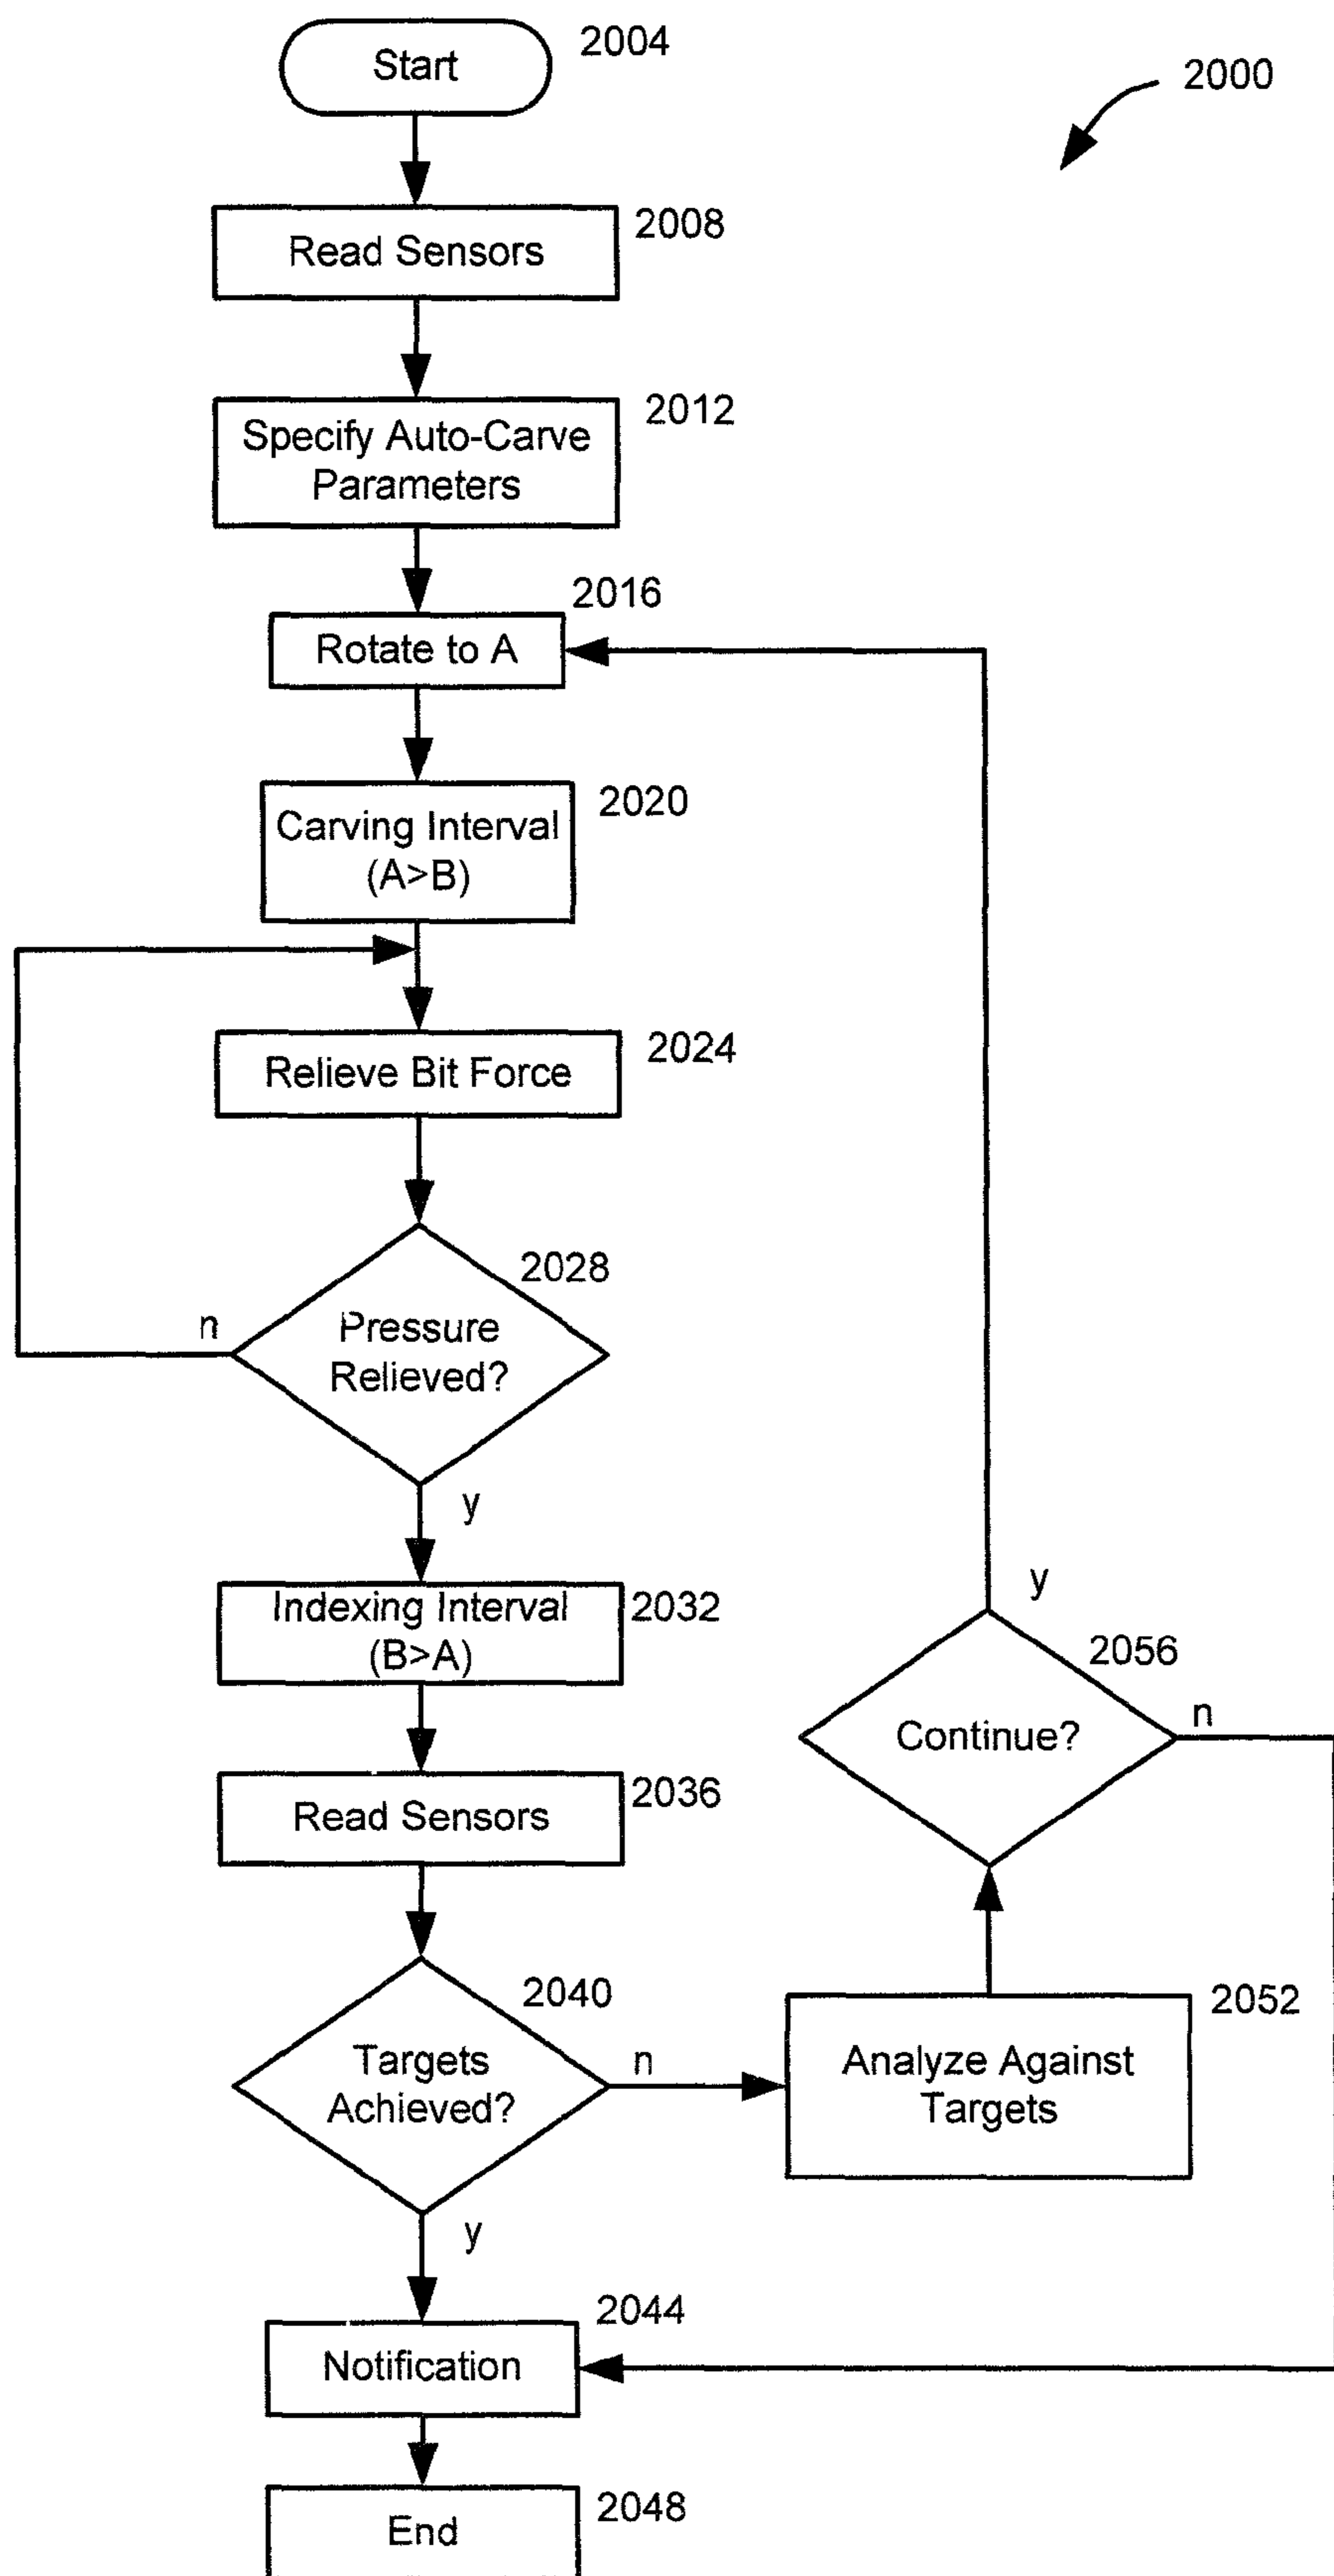 Start
2004
2000
Read Sensors
2008
Specify Auto-Carve
Parameters
2012
Rotate to A
2016
Carving Interval
(A>B)
2020
Relieve Bit Force
2024
Pressure
Relieved?
2028
n
y
Indexing Interval
(B>A)
2032
Read Sensors
2036
Targets
Achieved?
2040
n
y
Analyze Against
Targets
2052
Continue?
2056
y
n
Notification
2044
End
2048